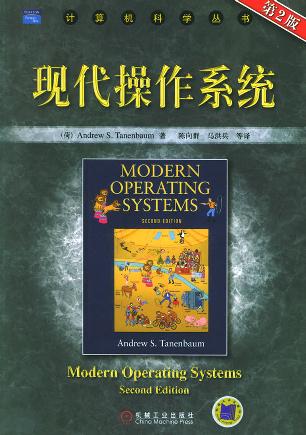 计算机科学丛书
第2版
现代操作系统
(荷) Andrew S. Tanenbaum 著 陈向群 马洪兵 等译
MODERN
OPERATING
SYSTEMS
SECOND EDITION
Andrew S. Tanenbaum
Modern Operating Systems
Second Edition
机械工业出版社
China Machine Press